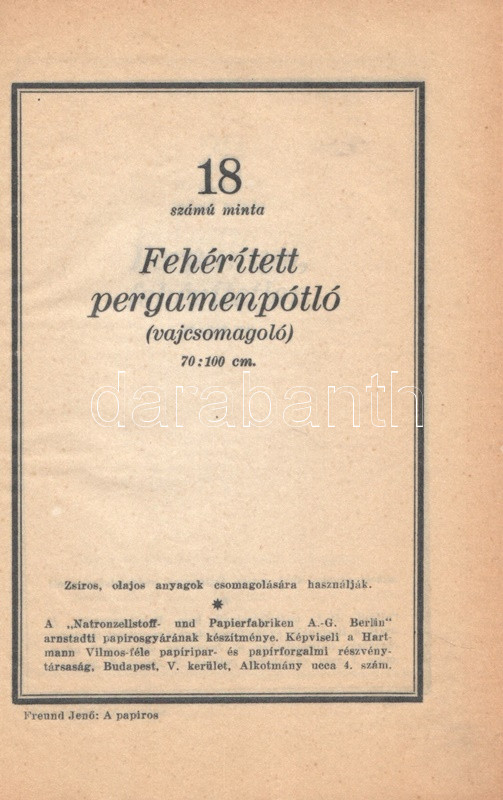 18
számú minta
Fehérített
pergamenpótló
(vajcsomagoló)
70:100 cm.
darabanth
Zsíros, olajos anyagok csomagolására használják.
A „Natronzellstoff- und Papierfabriken A.-G. Berlin"
arnstadti papirosgyárának készítménye. Képviseli a Hart-
mann Vilmos-féle papíripar- és papírforgalmi részvény-
társaság, Budapest, V. kerület, Alkotmány ucca 4. szám.
Freund Jenő: A papiros